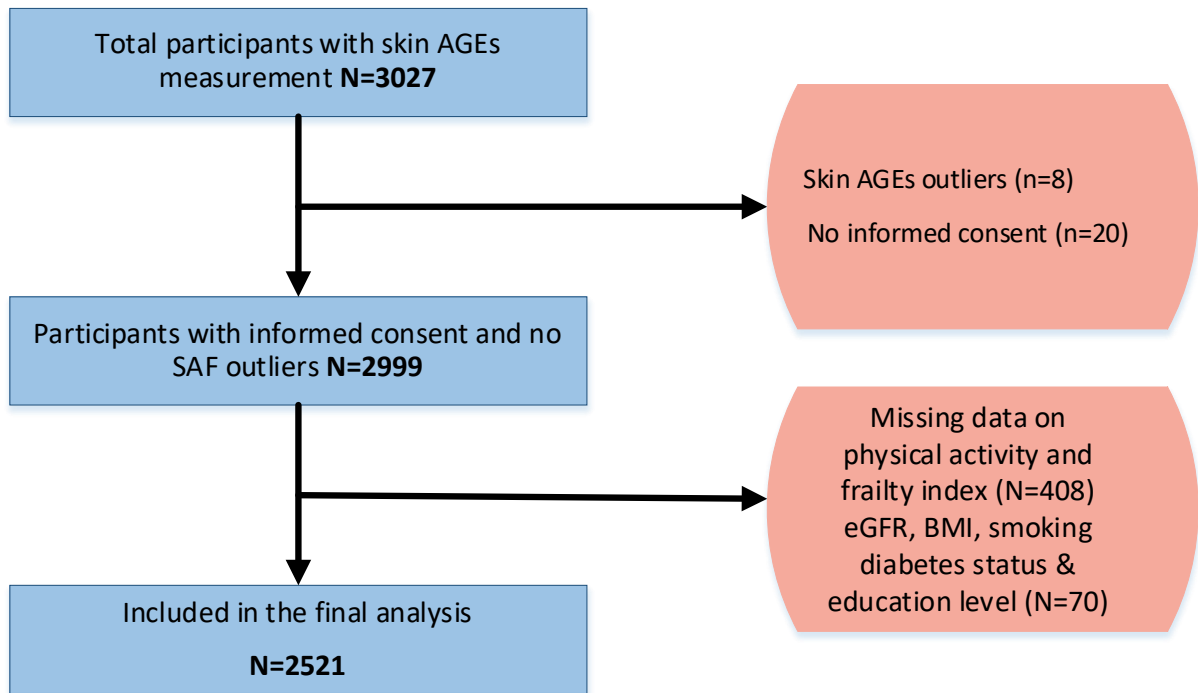 Total participants with skin AGEs
measurement N=3027
Skin AGEs outliers (n=8)
No informed consent (n=20)
Participants with informed consent and no
SAF outliers N=2999
Missing data on
physical activity and
frailty index (N=408)
eGFR, BMI, smoking
diabetes status &
education level (N=70)
Included in the final analysis
N=2521